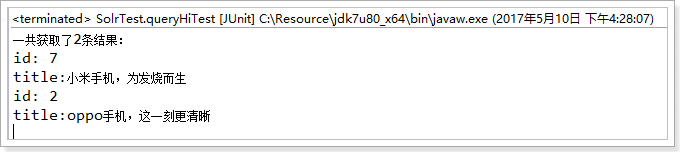 <terminated> SolrTest.queryHiTest [JUnit] C:\Resource\jdk7u80_x64\bin\javaw.exe (2017年5月10日 下午4:28:07)
一共获取了2条结果:
id: 7
title:小米手机，为发烧而生
id: 2
title:oppo手机，这一刻更清晰